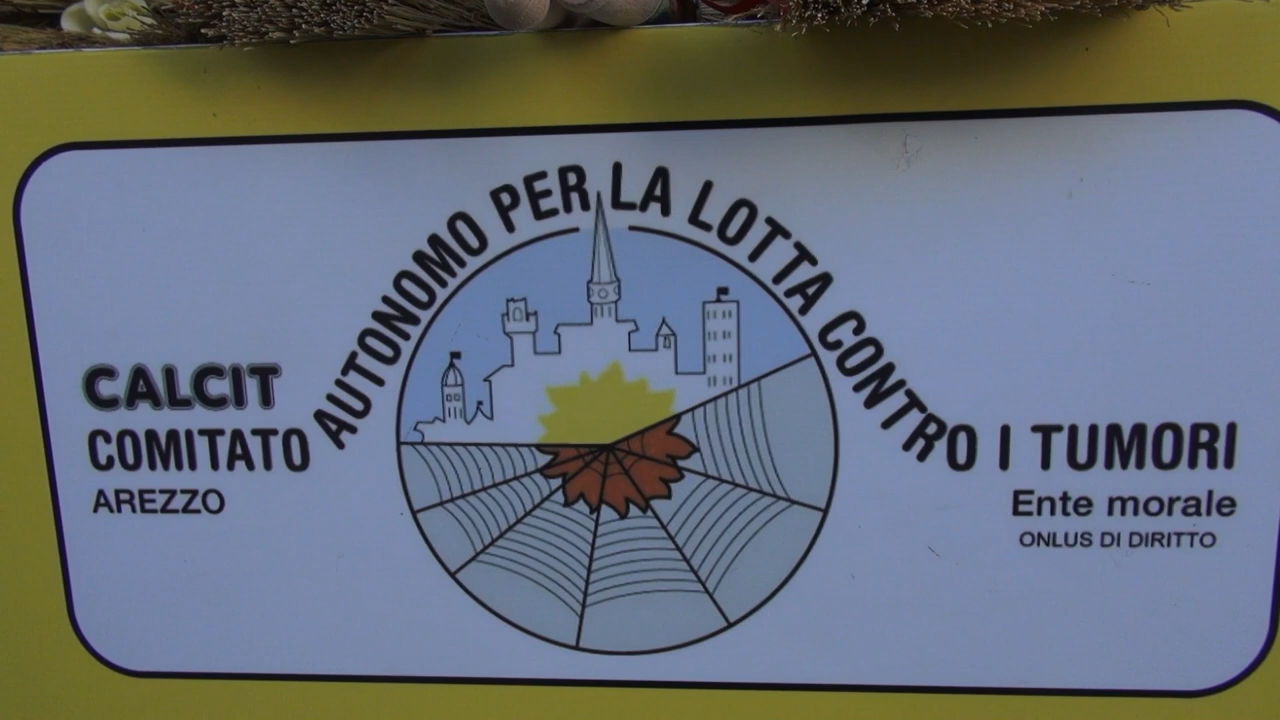 CALCIT
COMITATO AUTONOMO PER LA LOTTA CONTRO I TUMORI
AREZZO
Ente morale
ONLUS DI DIRITTO